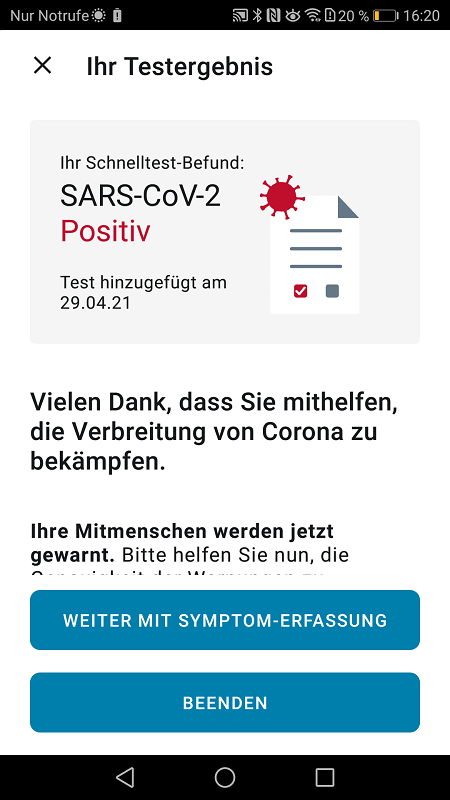 Nur Notrufe 20 % 16:20
Ihr Testergebnis
Ihr Schnelltest-Befund:
SARS-CoV-2
Positiv
Test hinzugefügt am
29.04.21
Vielen Dank, dass Sie mithelfen,
die Verbreitung von Corona zu
bekämpfen.
Ihre Mitmenschen werden jetzt
gewarnt. Bitte helfen Sie nun, die
WEITER MIT SYMPTOM-ERFASSUNG
BEENDEN